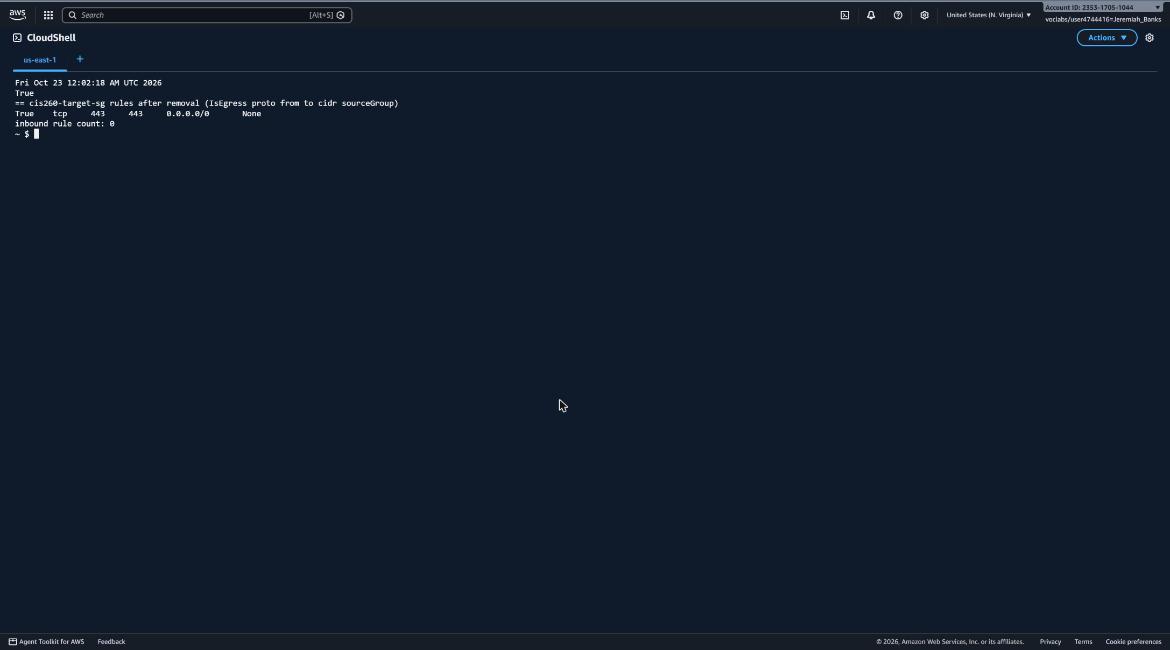 aws
Search [Alt+S]
United States (N. Virginia) ▼
Account ID: 2353-1705-1044 ▼
voclabs/user4744416=Jeremiah_Banks
CloudShell
Actions ▼
us-east-1 +
Fri Oct 23 12:02:18 AM UTC 2026
True
== cis260-target-sg rules after removal (IsEgress proto from to cidr sourceGroup)
True tcp 443 443 0.0.0.0/0 None
inbound rule count: 0
~ $
Agent Toolkit for AWS Feedback © 2026, Amazon Web Services, Inc. or its affiliates. Privacy Terms Cookie preferences